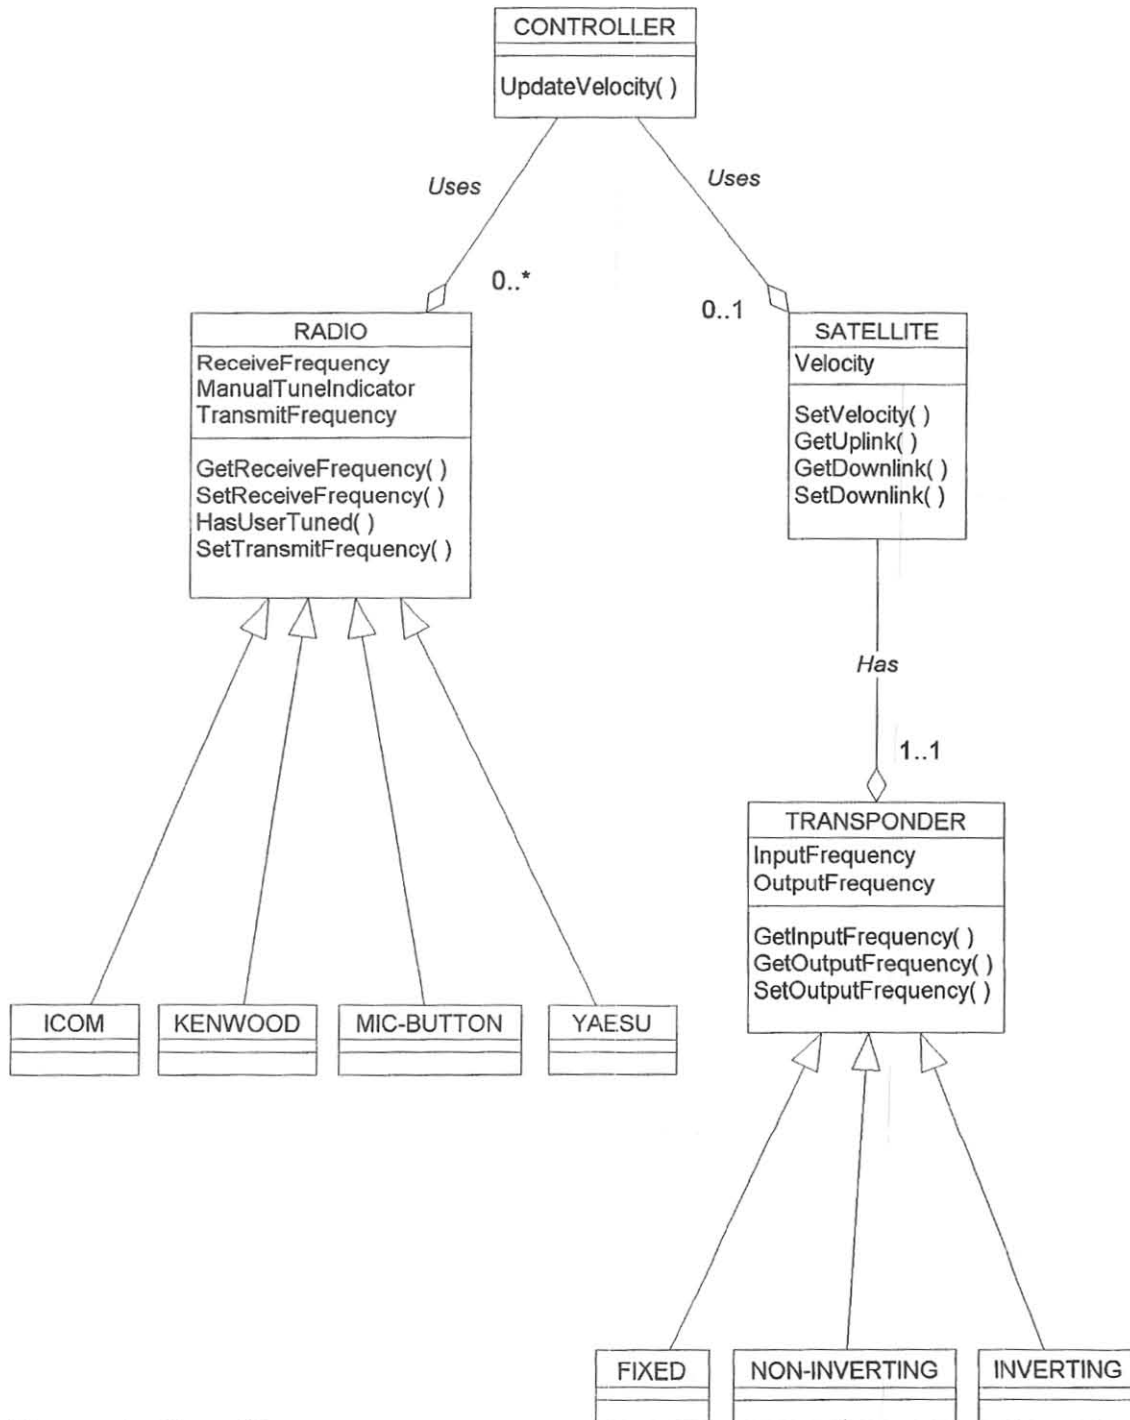 CONTROLLER
UpdateVelocity( )
Uses
Uses
0..*
0..1
RADIO
ReceiveFrequency
ManualTuneIndicator
TransmitFrequency
GetReceiveFrequency( )
SetReceiveFrequency( )
HasUserTuned( )
SetTransmitFrequency( )
SATELLITE
Velocity
SetVelocity( )
GetUplink( )
GetDownlink( )
SetDownlink( )
Has
1..1
TRANSPONDER
InputFrequency
OutputFrequency
GetInputFrequency( )
GetOutputFrequency( )
SetOutputFrequency( )
ICOM
KENWOOD
MIC-BUTTON
YAESU
FIXED
NON-INVERTING
INVERTING